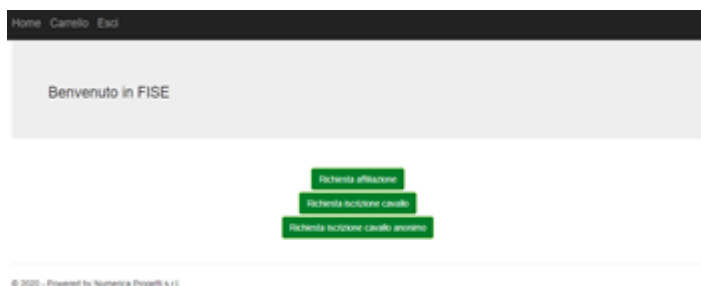 Home Carrello Esci
Benvenuto in FISE
Richiesta affiliazione
Richiesta iscrizione cavallo
Richiesta iscrizione cavallo anonimo
© 2020 - Powered by Numerica Progetti s.r.l.